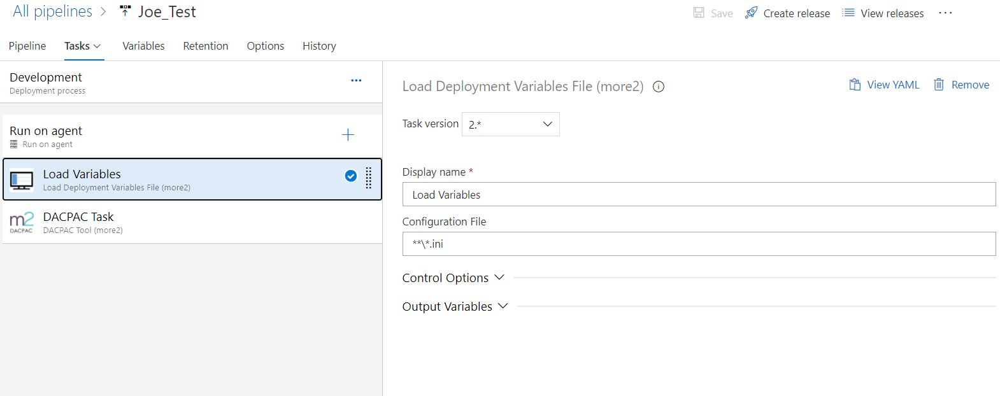 All pipelines > Joe_Test
Save Create release View releases ...
Pipeline Tasks Variables Retention Options History
Development
Deployment process
Run on agent
Run on agent
Load Variables
Load Deployment Variables File (more2)
m2 DACPAC
DACPAC Task
DACPAC Tool (more2)
Load Deployment Variables File (more2)
View YAML Remove
Task version 2.*
Display name *
Load Variables
Configuration File
**\*.ini
Control Options
Output Variables